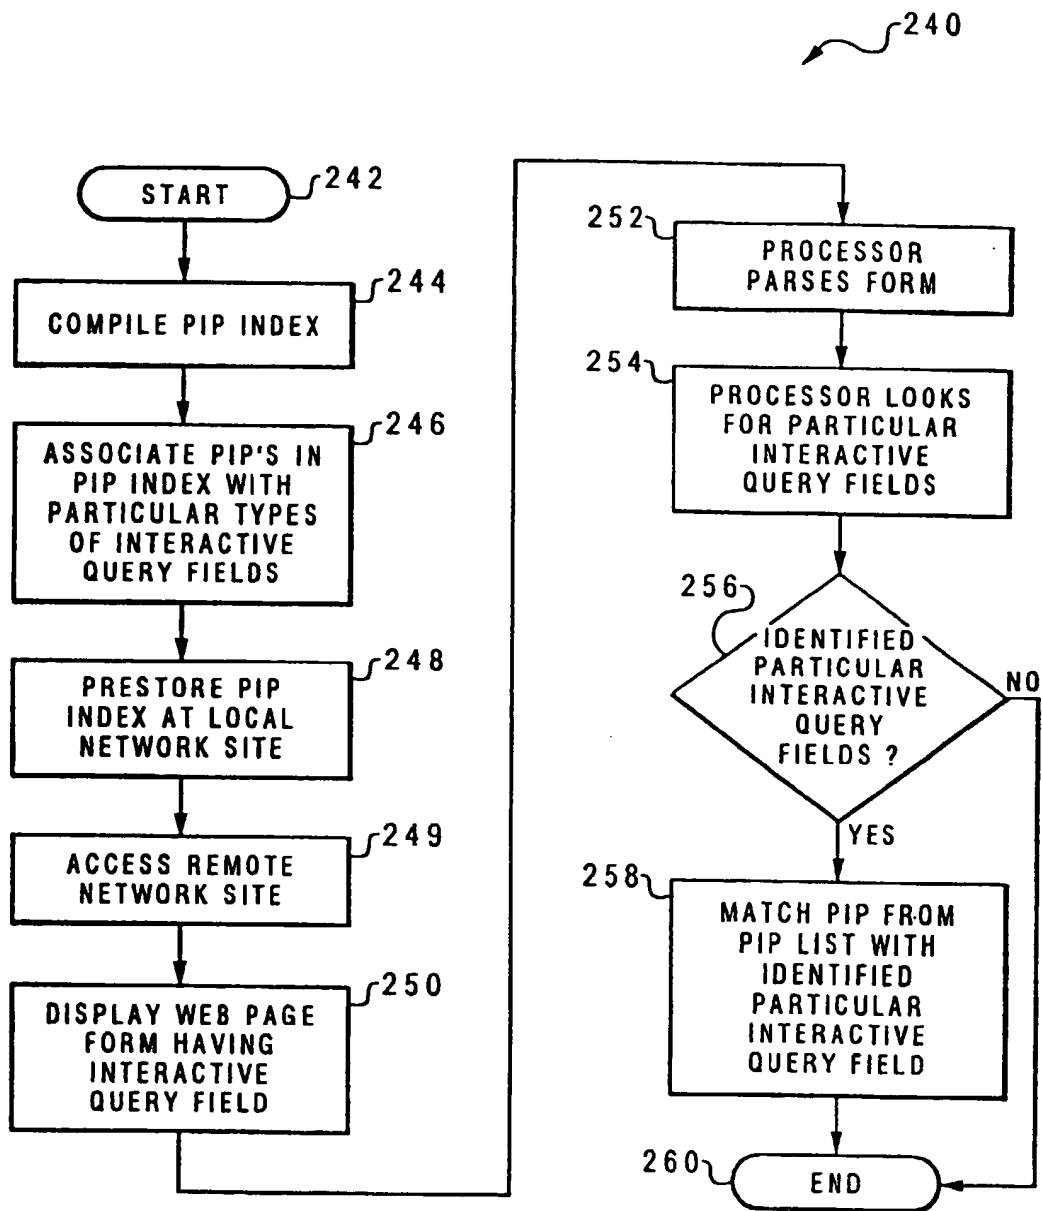 240
START
242
244
COMPILE PIP INDEX
246
ASSOCIATE PIP'S IN
PIP INDEX WITH
PARTICULAR TYPES
OF INTERACTIVE
QUERY FIELDS
248
PRESTORE PIP
INDEX AT LOCAL
NETWORK SITE
249
ACCESS REMOTE
NETWORK SITE
250
DISPLAY WEB PAGE
FORM HAVING
INTERACTIVE
QUERY FIELD
252
PROCESSOR
PARSES FORM
254
PROCESSOR LOOKS
FOR PARTICULAR
INTERACTIVE
QUERY FIELDS
256
IDENTIFIED
PARTICULAR
INTERACTIVE
QUERY
FIELDS ?
NO
YES
258
MATCH PIP FROM
PIP LIST WITH
IDENTIFIED
PARTICULAR
INTERACTIVE
QUERY FIELD
260
END